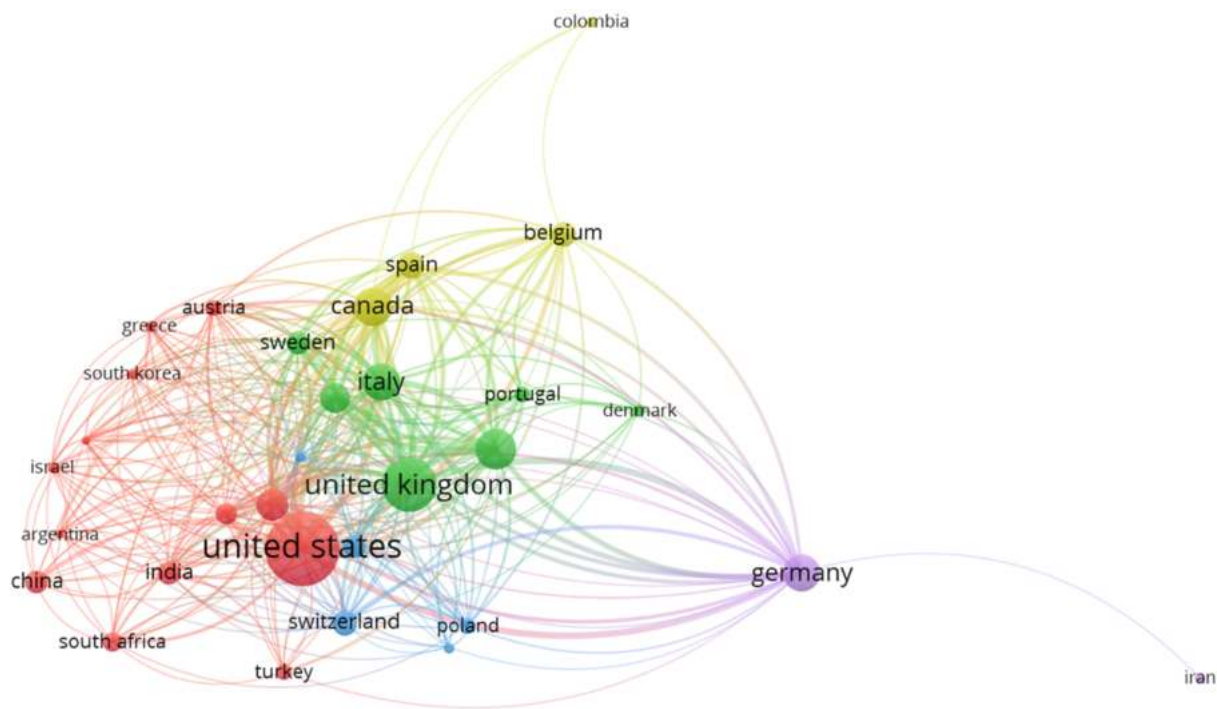 colombia
belgium
spain
canada
austria
greece
sweden
south korea
italy
portugal
denmark
israel
united kingdom
argentina
united states
china
india
germany
switzerland
poland
south africa
turkey
iran